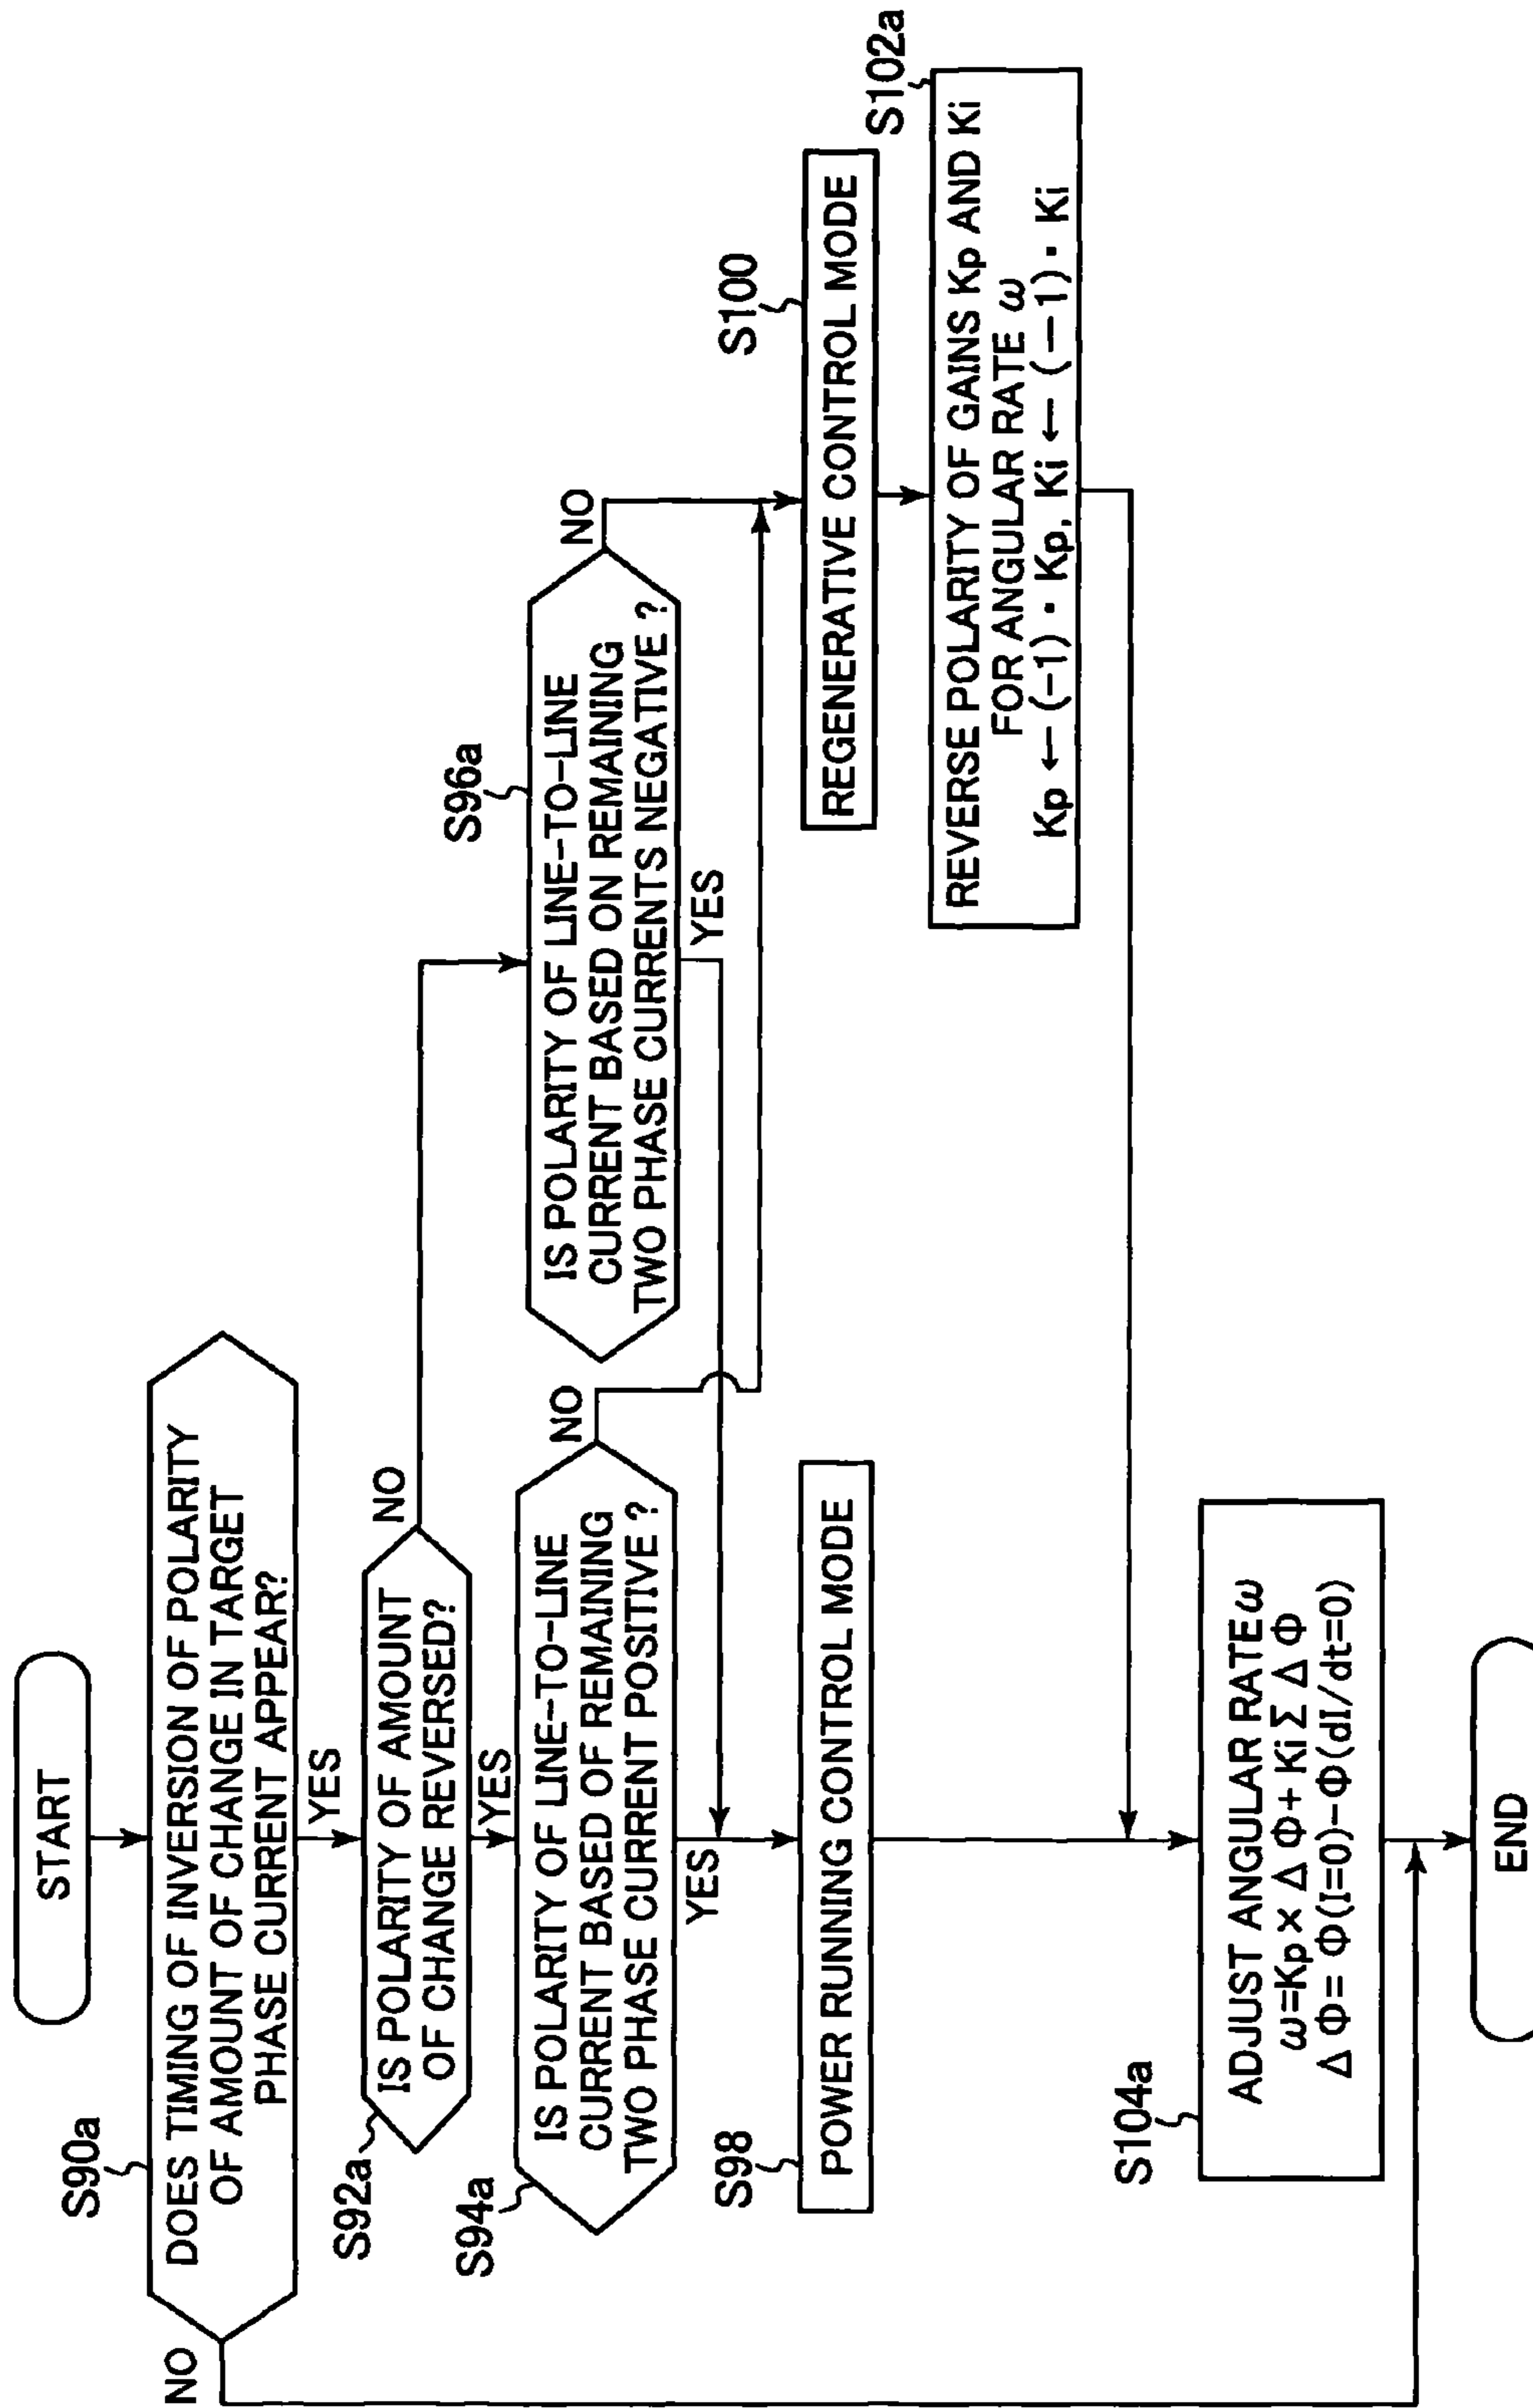 START
S90a
DOES TIMING OF INVERSION OF POLARITY
OF AMOUNT OF CHANGE IN TARGET
PHASE CURRENT APPEAR?
NO
YES
S92a
IS POLARITY OF AMOUNT
OF CHANGE REVERSED?
NO
YES
S94a
IS POLARITY OF LINE-TO-LINE
CURRENT BASED OF REMAINING
TWO PHASE CURRENT POSITIVE ?
NO
YES
S96a
IS POLARITY OF LINE-TO-LINE
CURRENT BASED ON REMAINING
TWO PHASE CURRENTS NEGATIVE ?
NO
YES
S98
POWER RUNNING CONTROL MODE
S100
REGENERATIVE CONTROL MODE
S102a
REVERSE POLARITY OF GAINS Kp AND Ki
FOR ANGULAR RATE ω
Kp ← (-1) · Kp, Ki ← (-1) · Ki
S104a
ADJUST ANGULAR RATE ω
ω=Kp × Δ Φ + Ki Σ Δ Φ
Δ Φ = Φ (I=0) - Φ (dI/dt=0)
END